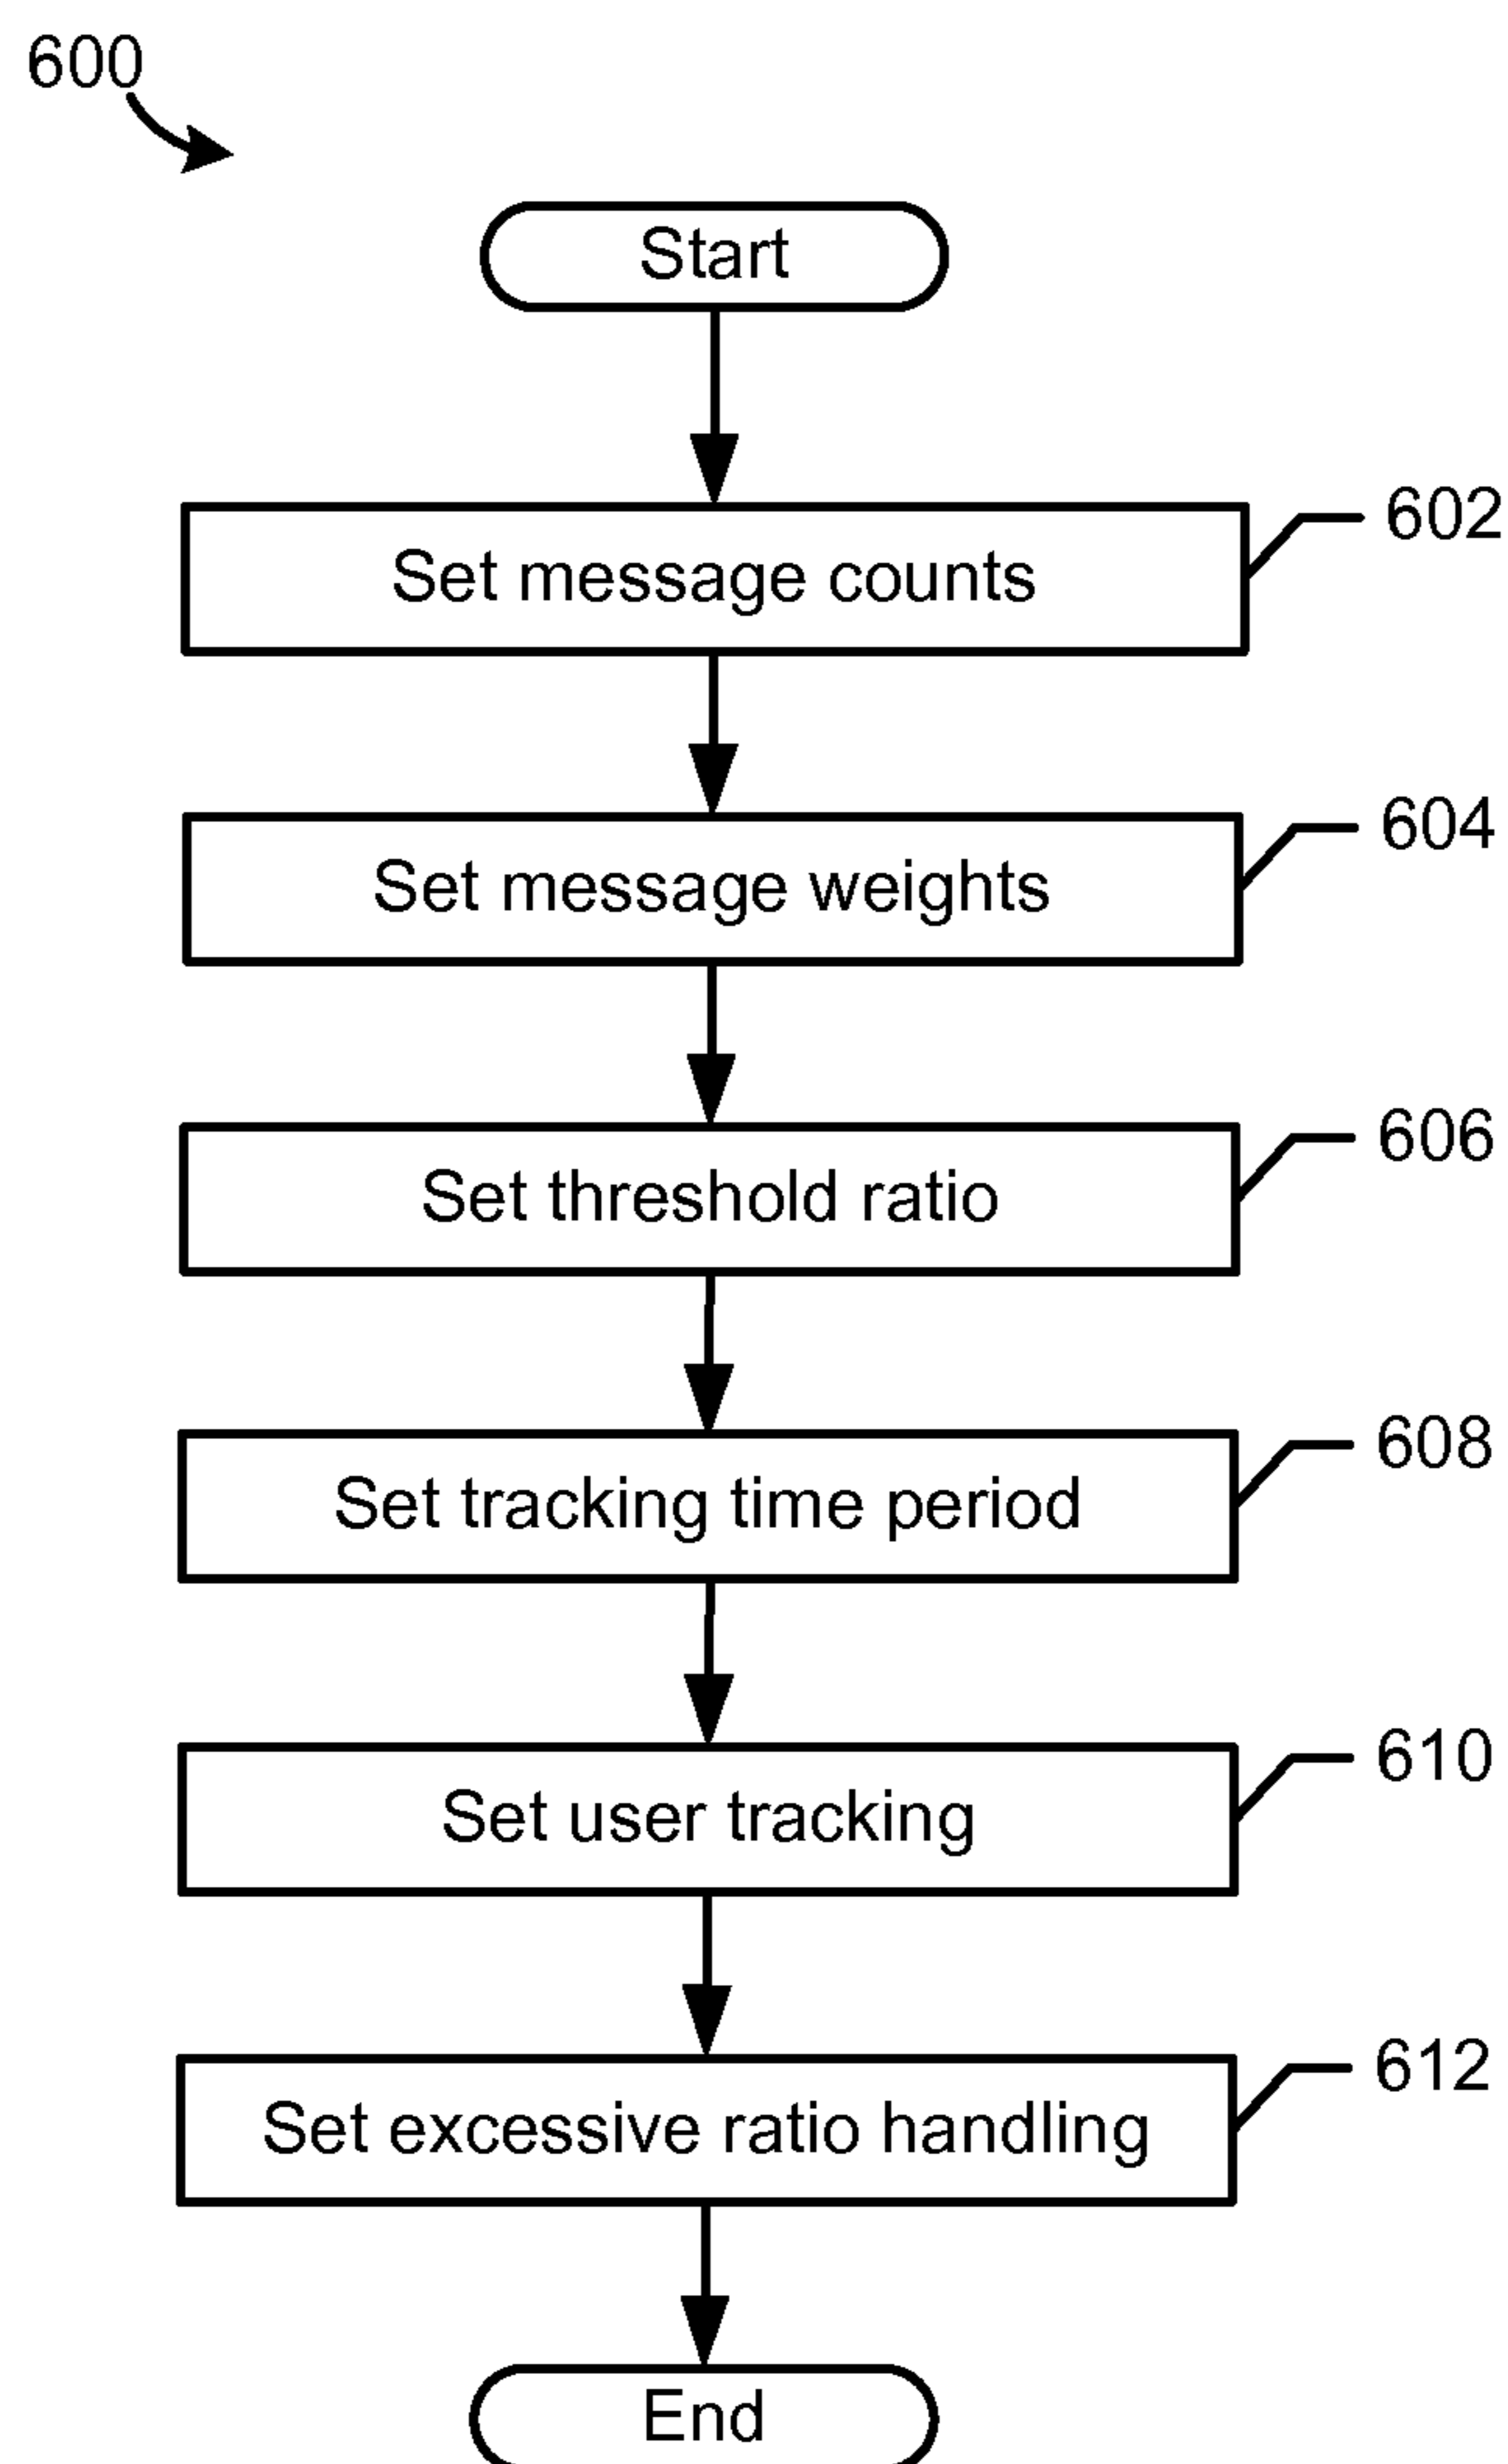 600
Start
Set message counts
602
Set message weights
604
Set threshold ratio
606
Set tracking time period
608
Set user tracking
610
Set excessive ratio handling
612
End